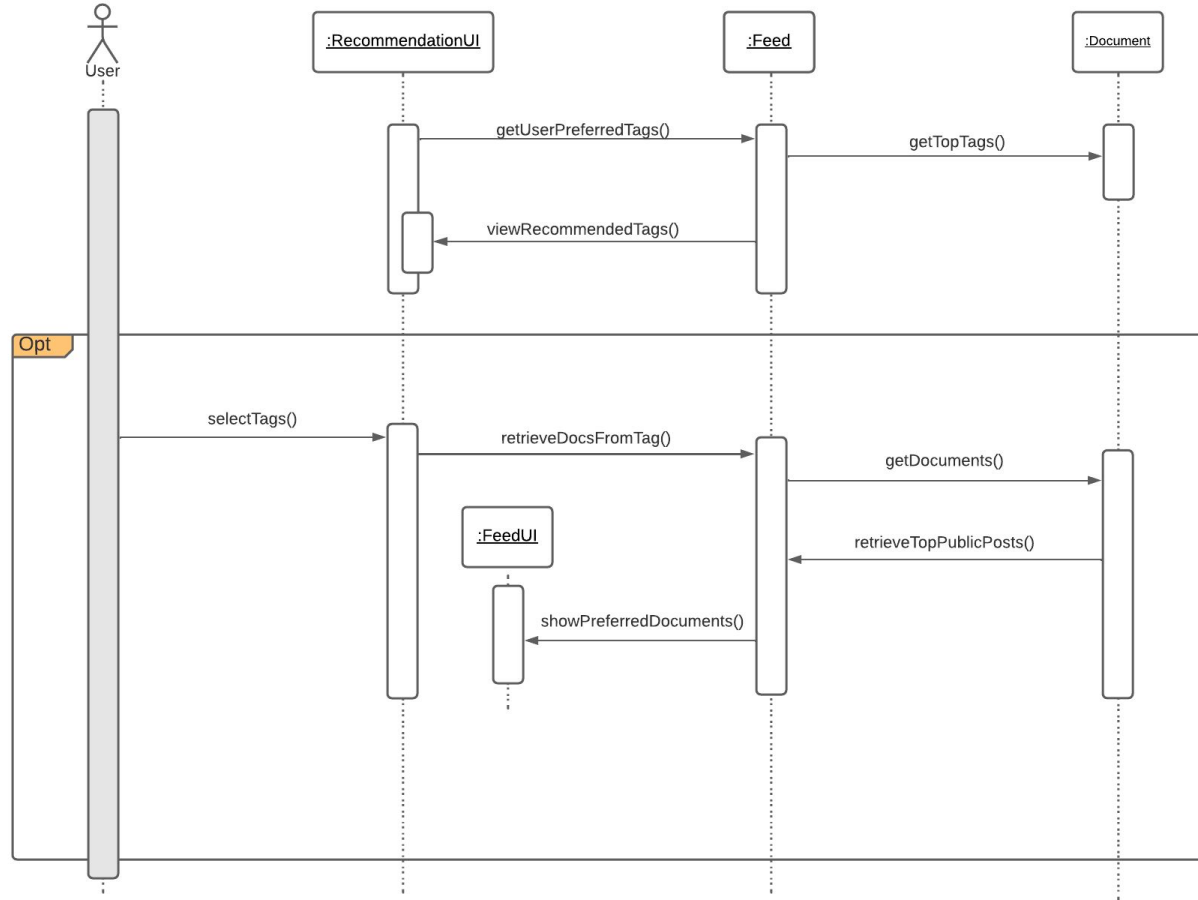 :RecommendationUI
:Feed
:Document
User
getUserPreferredTags()
getTopTags()
viewRecommendedTags()
Opt
selectTags()
retrieveDocsFromTag()
getDocuments()
:FeedUI
retrieveTopPublicPosts()
showPreferredDocuments()